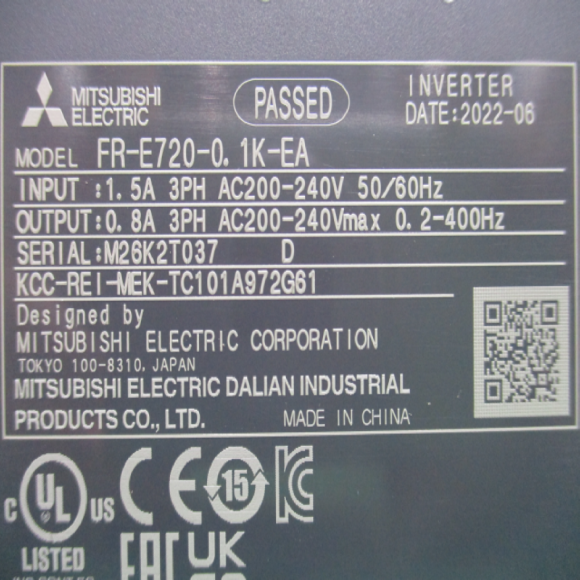 MITSUBISHI
ELECTRIC
PASSED
INVERTER
DATE:2022-06
MODEL FR-E720-0.1K-EA
INPUT :1.5A 3PH AC200-240V 50/60Hz
OUTPUT:0.8A 3PH AC200-240Vmax 0.2-400Hz
SERIAL:M26K2T037 D
KCC-REI-MEK-TC101A972G61
Designed by
MITSUBISHI ELECTRIC CORPORATION
TOKYO 100-8310, JAPAN
MITSUBISHI ELECTRIC DALIAN INDUSTRIAL
PRODUCTS CO., LTD. MADE IN CHINA
C UL US
LISTED
CE
15
KC
EAC
UK